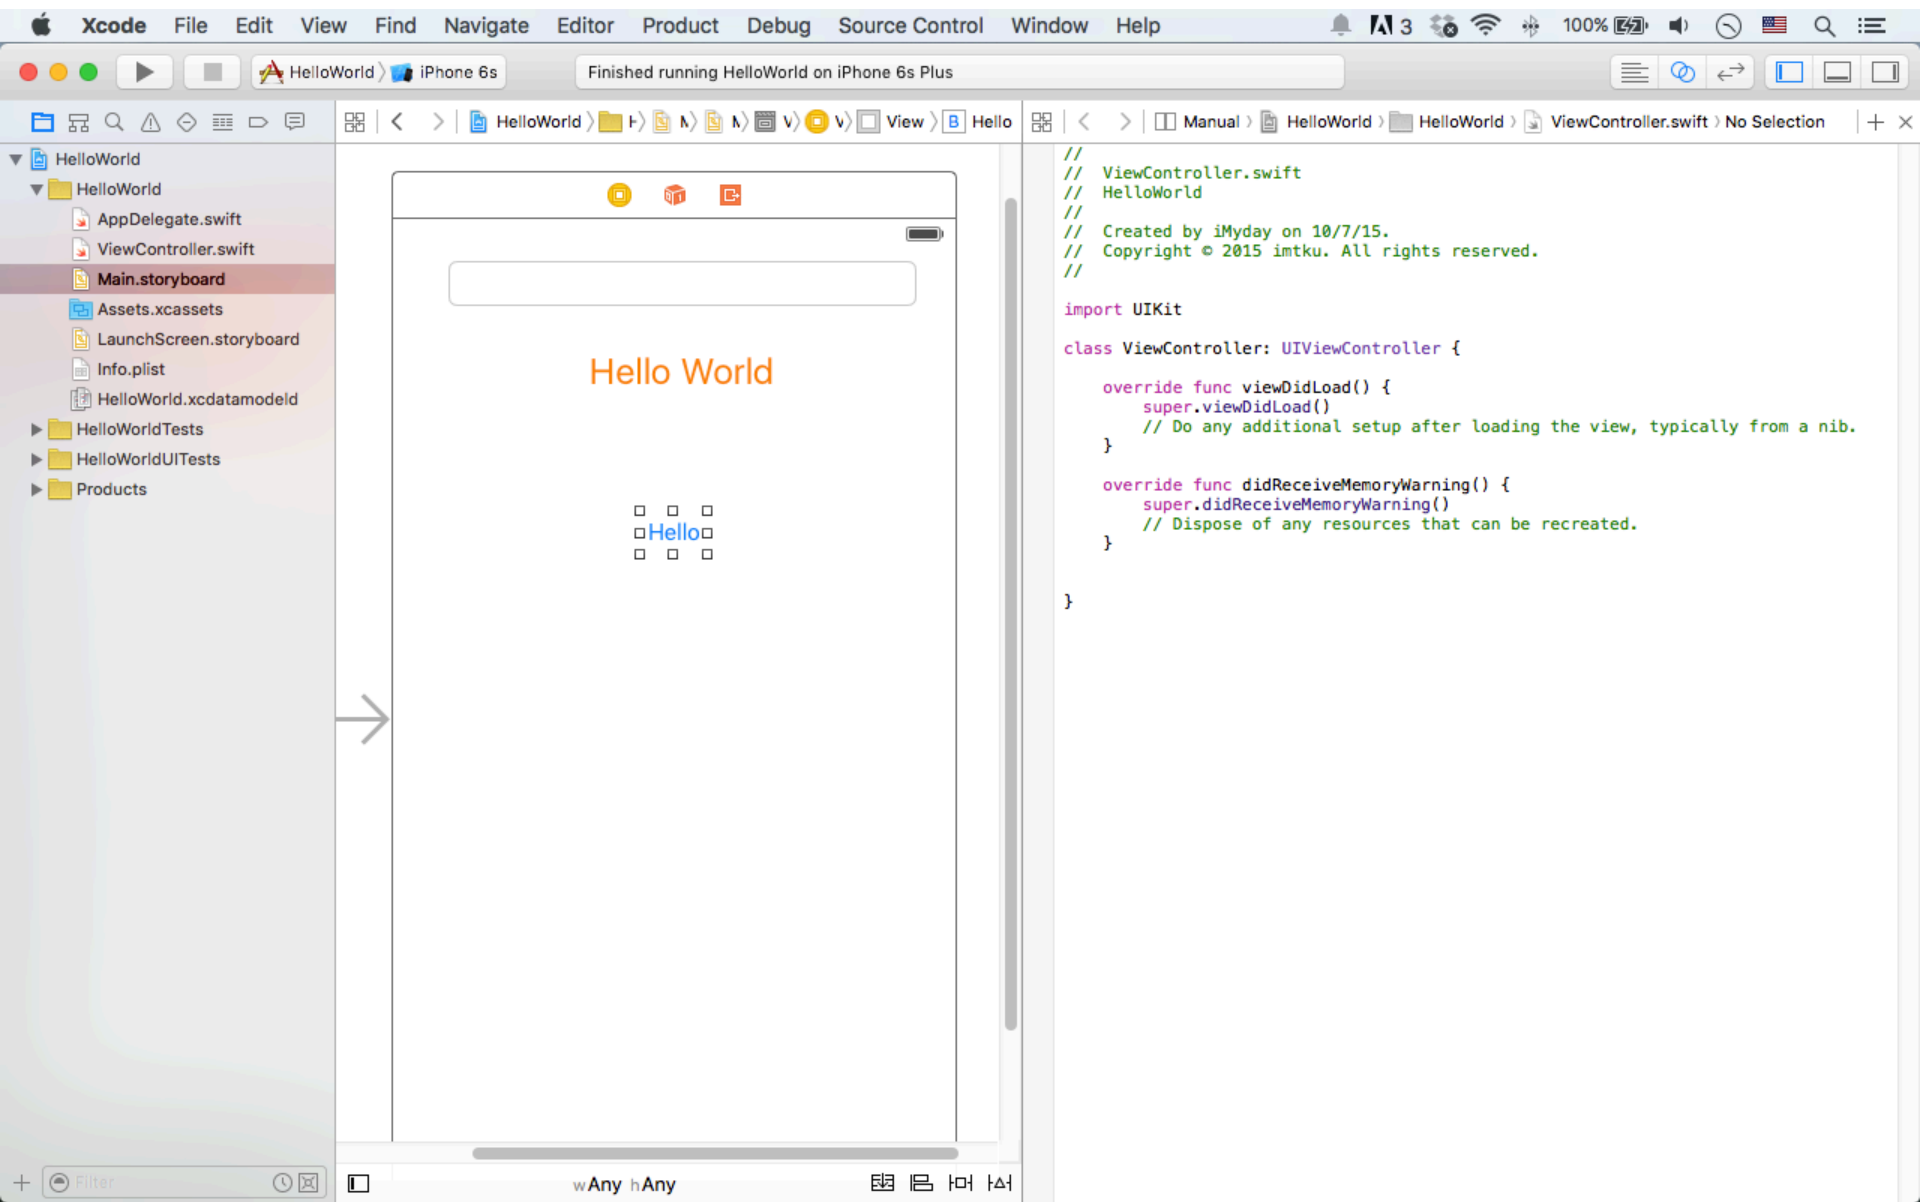 Xcode File Edit View Find Navigate Editor Product Debug Source Control Window Help 3 100%
HelloWorld iPhone 6s Finished running HelloWorld on iPhone 6s Plus
HelloWorld View B Hello
Manual HelloWorld HelloWorld ViewController.swift No Selection
HelloWorld
HelloWorld
AppDelegate.swift
ViewController.swift
Main.storyboard
Assets.xcassets
LaunchScreen.storyboard
Info.plist
HelloWorld.xcdatamodeld
HelloWorldTests
HelloWorldUITests
Products
Filter
Hello World
Hello
wAny hAny
//
// ViewController.swift
// HelloWorld
//
// Created by iMyday on 10/7/15.
// Copyright © 2015 imtku. All rights reserved.
//
import UIKit
class ViewController: UIViewController {
override func viewDidLoad() {
super.viewDidLoad()
// Do any additional setup after loading the view, typically from a nib.
}
override func didReceiveMemoryWarning() {
super.didReceiveMemoryWarning()
// Dispose of any resources that can be recreated.
}
}